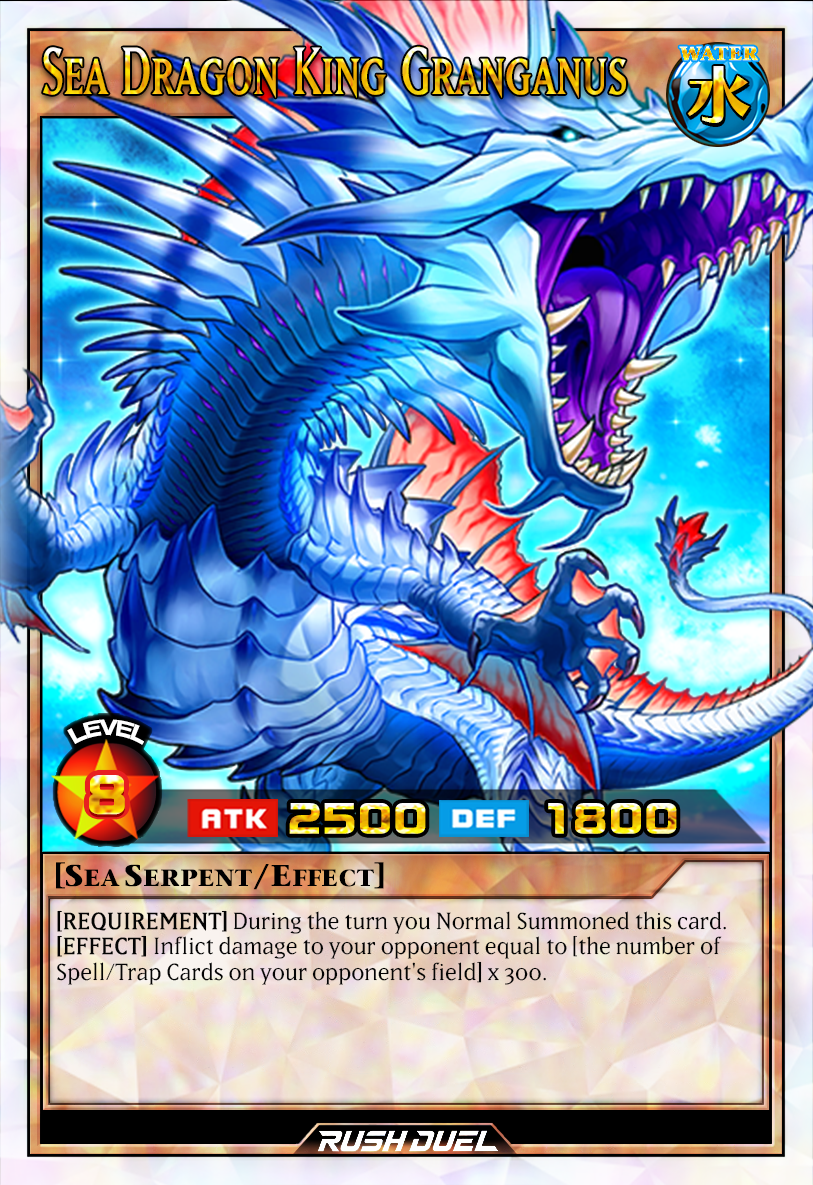 Sea Dragon King Granganus
WATER
水
LEVEL
8
ATK 2500 DEF 1800
[Sea Serpent/Effect]
[REQUIREMENT] During the turn you Normal Summoned this card.
[EFFECT] Inflict damage to your opponent equal to [the number of
Spell/Trap Cards on your opponent's field] x 300.
RUSH DUEL